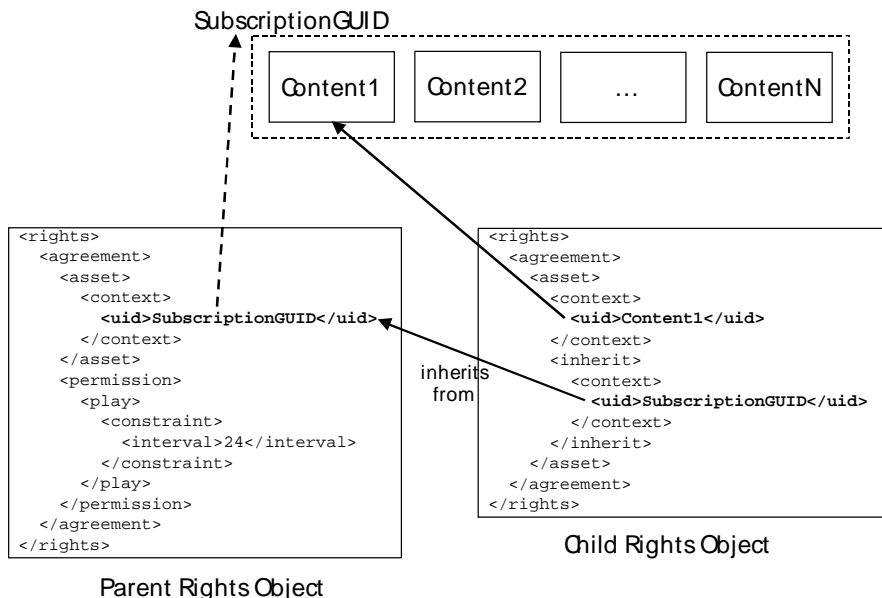 SubscriptionGUID
Content1
Content2
...
ContentN
<rights>
<agreement>
<asset>
<context>
<uid>SubscriptionGUID</uid>
</context>
</asset>
<permission>
<play>
<constraint>
<interval>24</interval>
</constraint>
</play>
</permission>
</agreement>
</rights>
Parent Rights Object
inherits
from
<rights>
<agreement>
<asset>
<context>
<uid>Content1</uid>
</context>
<inherit>
<context>
<uid>SubscriptionGUID</uid>
</context>
</inherit>
</asset>
</agreement>
</rights>
Child Rights Object